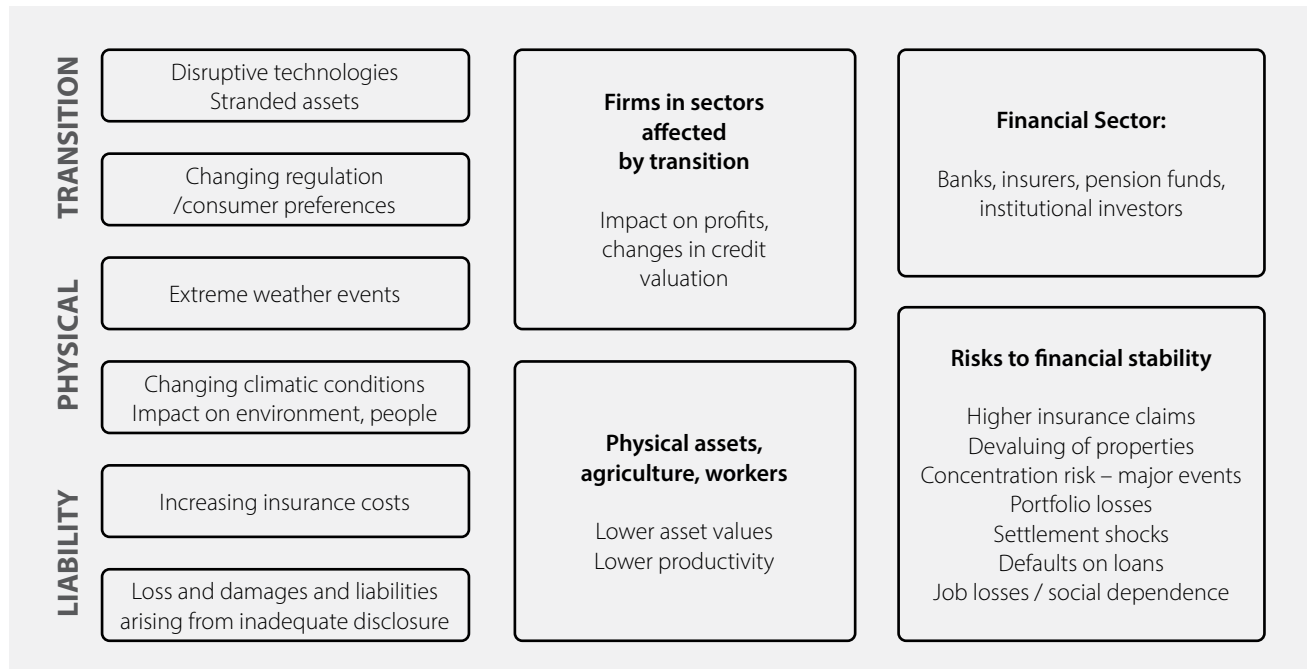 TRANSITION
Disruptive technologies
Stranded assets
Changing regulation
/consumer preferences
PHYSICAL
Extreme weather events
Changing climatic conditions
Impact on environment, people
LIABILITY
Increasing insurance costs
Loss and damages and liabilities
arising from inadequate disclosure
Firms in sectors
affected
by transition
Impact on profits,
changes in credit
valuation
Physical assets,
agriculture, workers
Lower asset values
Lower productivity
Financial Sector:
Banks, insurers, pension funds,
institutional investors
Risks to financial stability
Higher insurance claims
Devaluing of properties
Concentration risk – major events
Portfolio losses
Settlement shocks
Defaults on loans
Job losses / social dependence